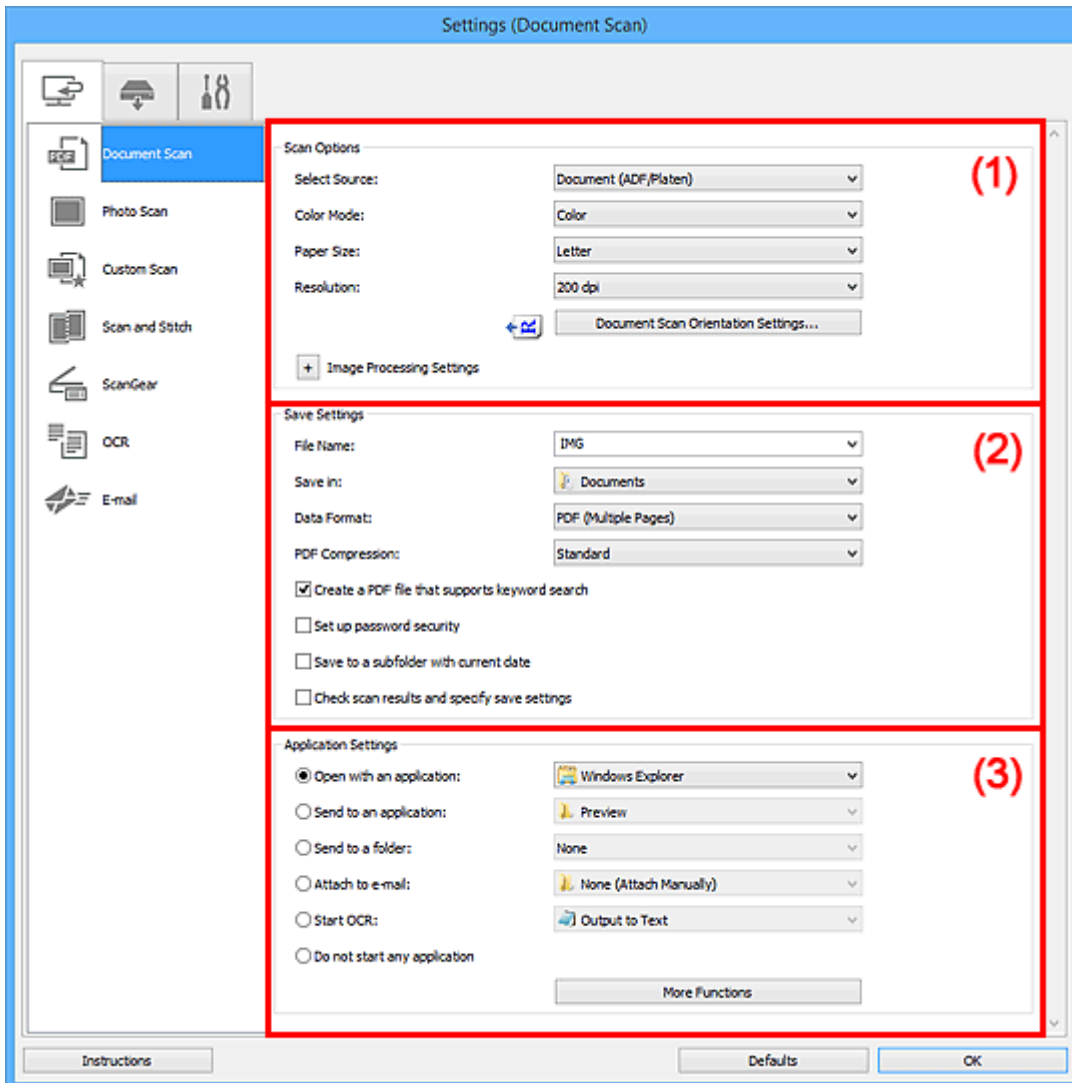 Settings (Document Scan)
PDF
Document Scan
Photo Scan
Custom Scan
Scan and Stitch
ScanGear
OCR
E-mail
Scan Options
(1)
Select Source: Document (ADF/Platen)
Color Mode: Color
Paper Size: Letter
Resolution: 200 dpi
R Document Scan Orientation Settings...
+ Image Processing Settings
Save Settings
(2)
File Name: IMG
Save in: Documents
Data Format: PDF (Multiple Pages)
PDF Compression: Standard
Create a PDF file that supports keyword search
Set up password security
Save to a subfolder with current date
Check scan results and specify save settings
Application Settings
(3)
Open with an application: Windows Explorer
Send to an application: Preview
Send to a folder: None
Attach to e-mail: None (Attach Manually)
Start OCR: Output to Text
Do not start any application
More Functions
Instructions Defaults OK